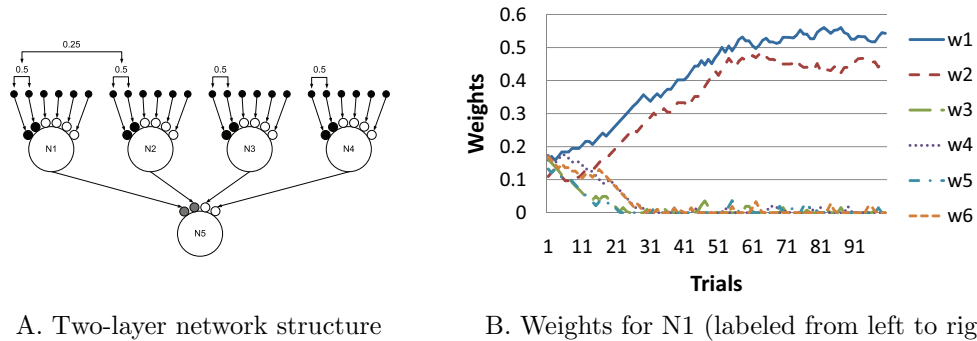 0.25
0.5 0.5 0.5 0.5
N1 N2 N3 N4
N5
A. Two-layer network structure
0.6
0.5
0.4
0.3
0.2
0.1
0
Weights
1 11 21 31 41 51 61 71 81 91
Trials
w1
w2
w3
w4
w5
w6
B. Weights for N1 (labeled from left to rig